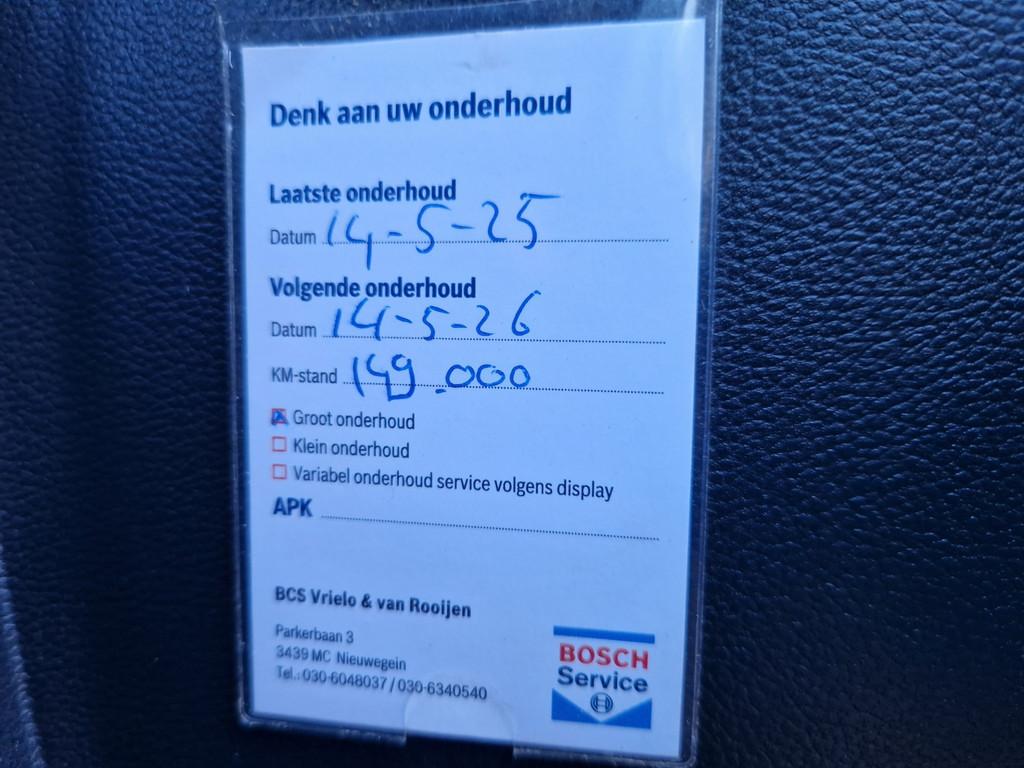 Denk aan uw onderhoud
Laatste onderhoud
Datum 14-5-25
Volgende onderhoud
Datum 14-5-26
KM-stand 149.000
Groot onderhoud
Klein onderhoud
Variabel onderhoud service volgens display
APK
BCS Vrielo & van Rooijen
Parkerbaan 3
3439 MC Nieuwegein
Tel.: 030-6048037 / 030-6340540
BOSCH
Service